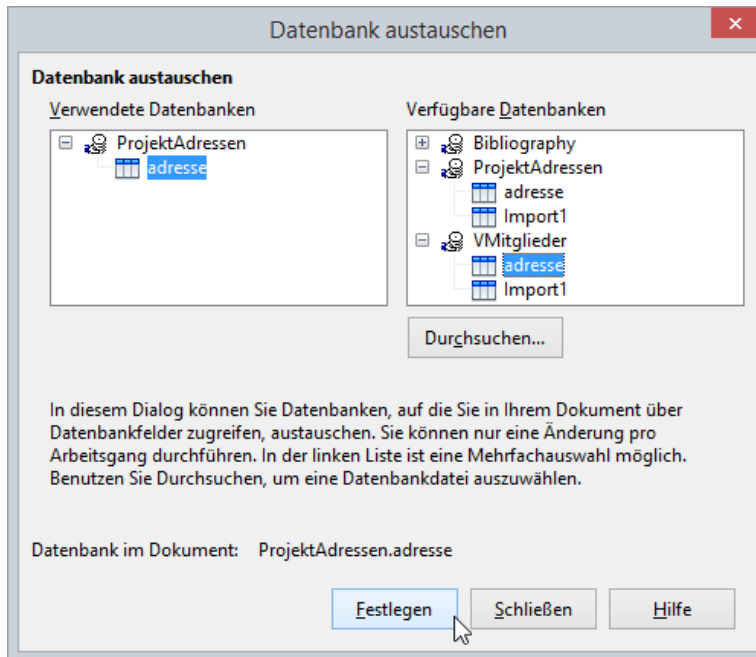 Datenbank austauschen
Datenbank austauschen
Verwendete Datenbanken
ProjektAdressen
adresse
Verfügbare Datenbanken
Bibliography
ProjektAdressen
adresse
Import1
VMitglieder
adresse
Import1
Durchsuchen...
In diesem Dialog können Sie Datenbanken, auf die Sie in Ihrem Dokument über
Datenbankfelder zugreifen, austauschen. Sie können nur eine Änderung pro
Arbeitsgang durchführen. In der linken Liste ist eine Mehrfachauswahl möglich.
Benutzen Sie Durchsuchen, um eine Datenbankdatei auszuwählen.
Datenbank im Dokument: ProjektAdressen.adresse
Festlegen Schließen Hilfe